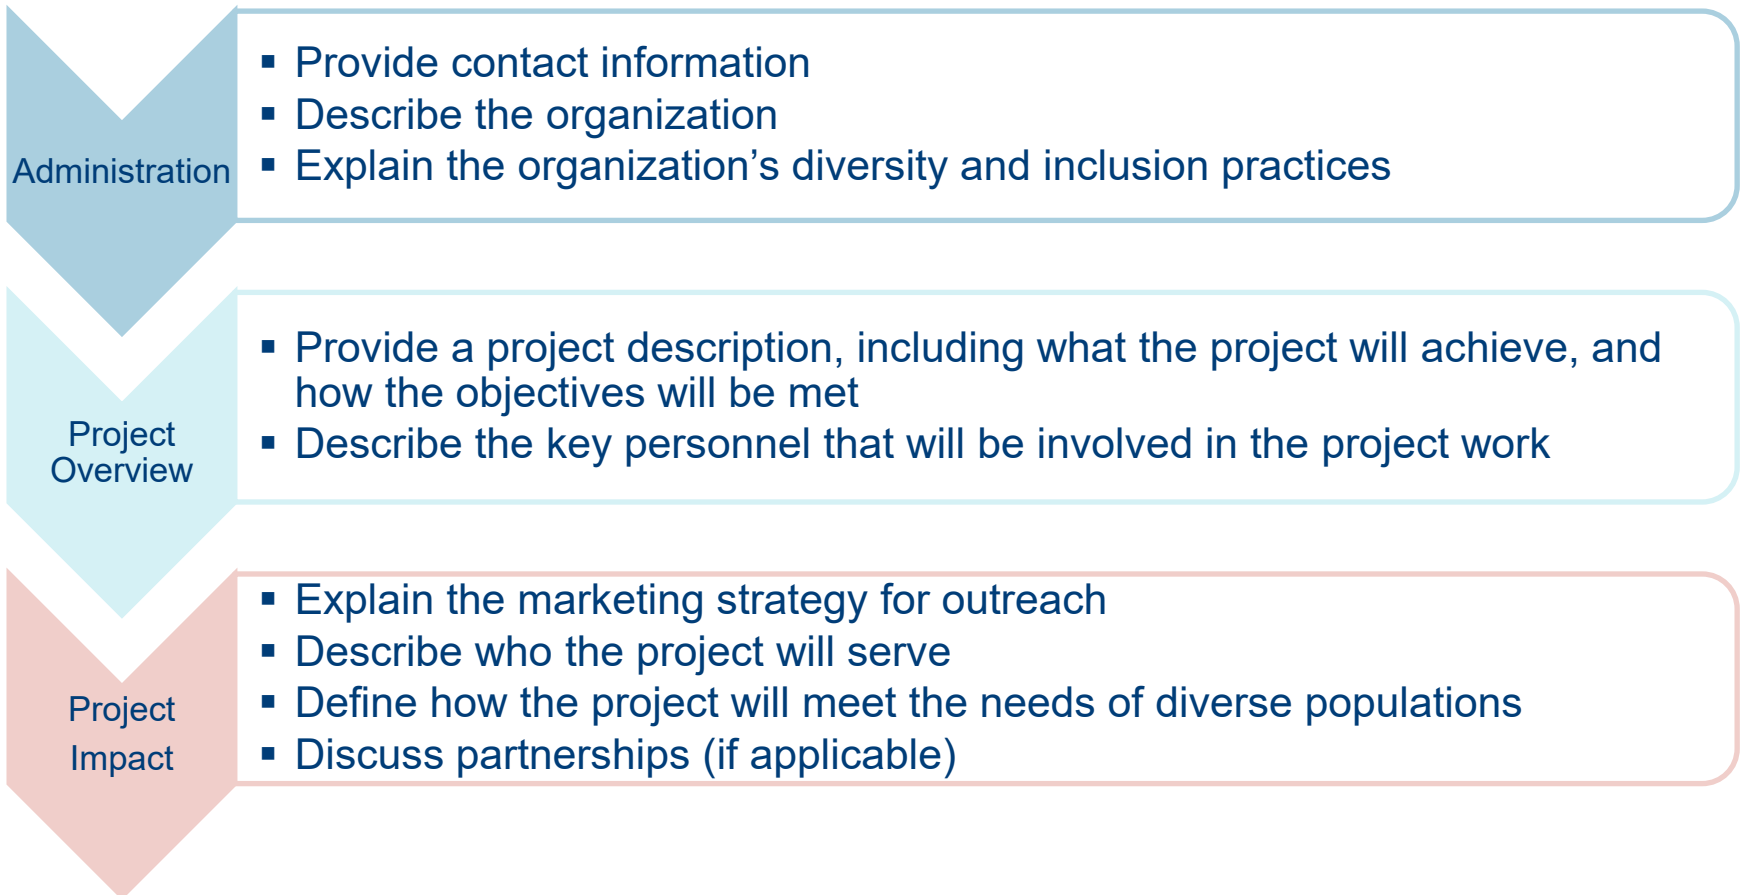 Administration
▪ Provide contact information
▪ Describe the organization
▪ Explain the organization’s diversity and inclusion practices
Project
Overview
▪ Provide a project description, including what the project will achieve, and
how the objectives will be met
▪ Describe the key personnel that will be involved in the project work
Project
Impact
▪ Explain the marketing strategy for outreach
▪ Describe who the project will serve
▪ Define how the project will meet the needs of diverse populations
▪ Discuss partnerships (if applicable)